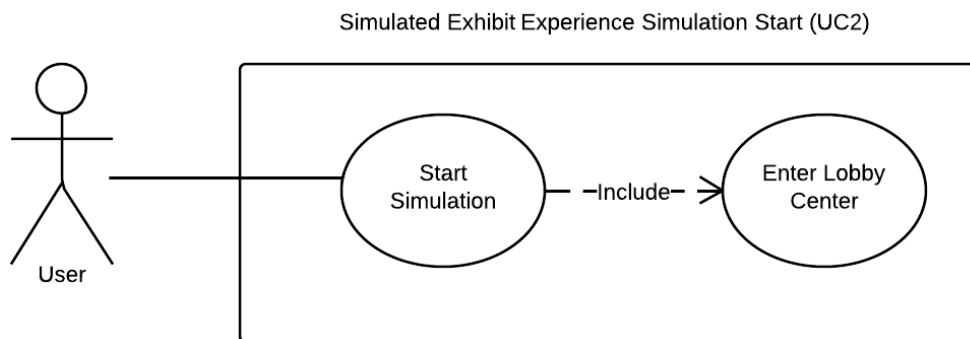 Simulated Exhibit Experience Simulation Start (UC2)
Start
Simulation
Include
Enter Lobby
Center
User